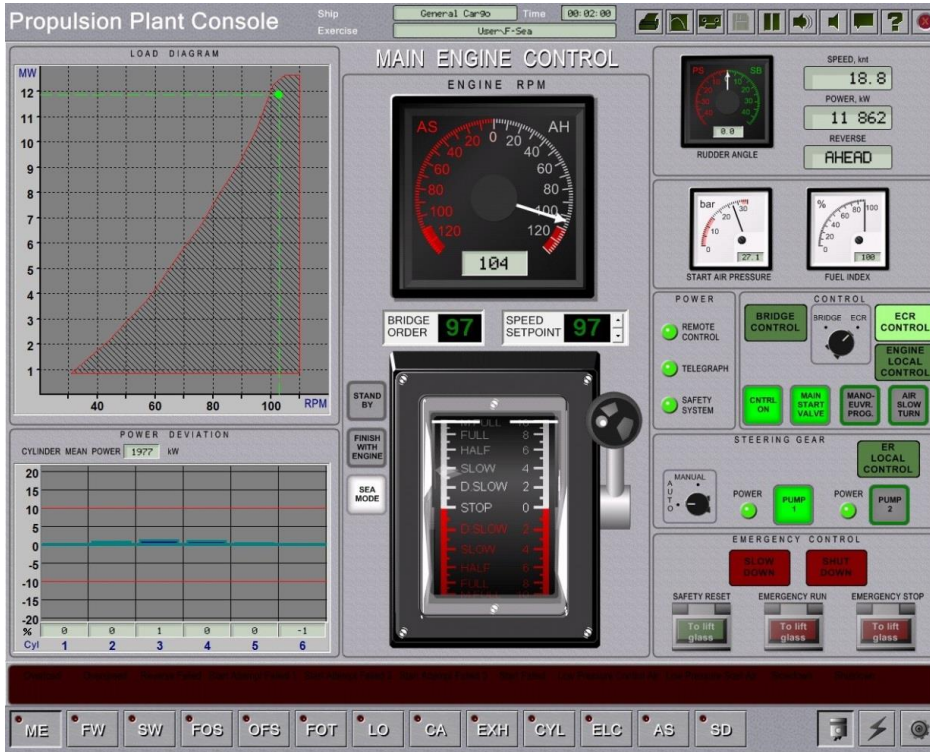 Propulsion Plant Console
Ship General Car9o Time 00:02:00
Exercise User\F-Sea
LOAD DIAGRAM
MW
12
11
10
9
8
7
6
5
4
3
2
1
40 60 80 100 RPM
POWER DEVIATION
CYLINDER MEAN POWER 1977 kW
20
15
10
5
0
-5
-10
-15
-20
% 0 0 1 0 0 -1
Cyl 1 2 3 4 5 6
MAIN ENGINE CONTROL
ENGINE RPM
AS AH
120 100 80 60 40 20 0 20 40 60 80 100 120
104
BRIDGE ORDER 97
SPEED SETPOINT 97
STAND BY
FINISH WITH ENGINE
SEA MODE
FULL 8
HALF 6
SLOW 4
D.SLOW 2
STOP 0
D.SLOW 2
SLOW 4
HALF 6
FULL 8
PS SB
0.0
RUDDER ANGLE
SPEED, knt
18.8
POWER, kW
11 862
REVERSE
AHEAD
bar
0 10 20 30
27.1
START AIR PRESSURE
%
0 20 40 60 80 100
100
FUEL INDEX
POWER
REMOTE CONTROL
TELEGRAPH
SAFETY SYSTEM
CONTROL
BRIDGE CONTROL
BRIDGE ECR
ECR CONTROL
ENGINE LOCAL CONTROL
CNTRL ON
MAIN START VALVE
MANO-EUVR. PROG.
AIR SLOW TURN
STEERING GEAR
ER LOCAL CONTROL
MANUAL
AUTO
POWER
PUMP 1
POWER
PUMP 2
EMERGENCY CONTROL
SLOW DOWN
SHUT DOWN
SAFETY RESET EMERGENCY RUN EMERGENCY STOP
To lift glass
To lift glass
To lift glass
ME FW SW FOS OFS FOT LO CA EXH CYL ELC AS SD